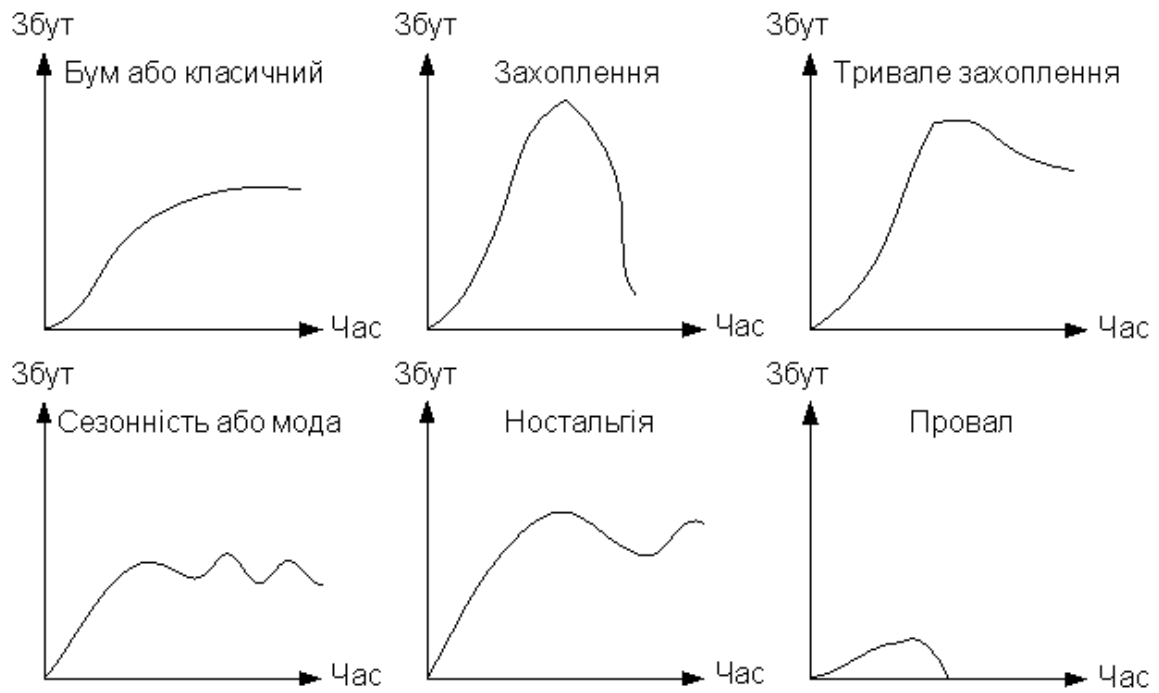 Збут
Бум або класичний
Час
Збут
Захоплення
Час
Збут
Тривале захоплення
Час
Збут
Сезонність або мода
Час
Збут
Ностальгія
Час
Збут
Провал
Час